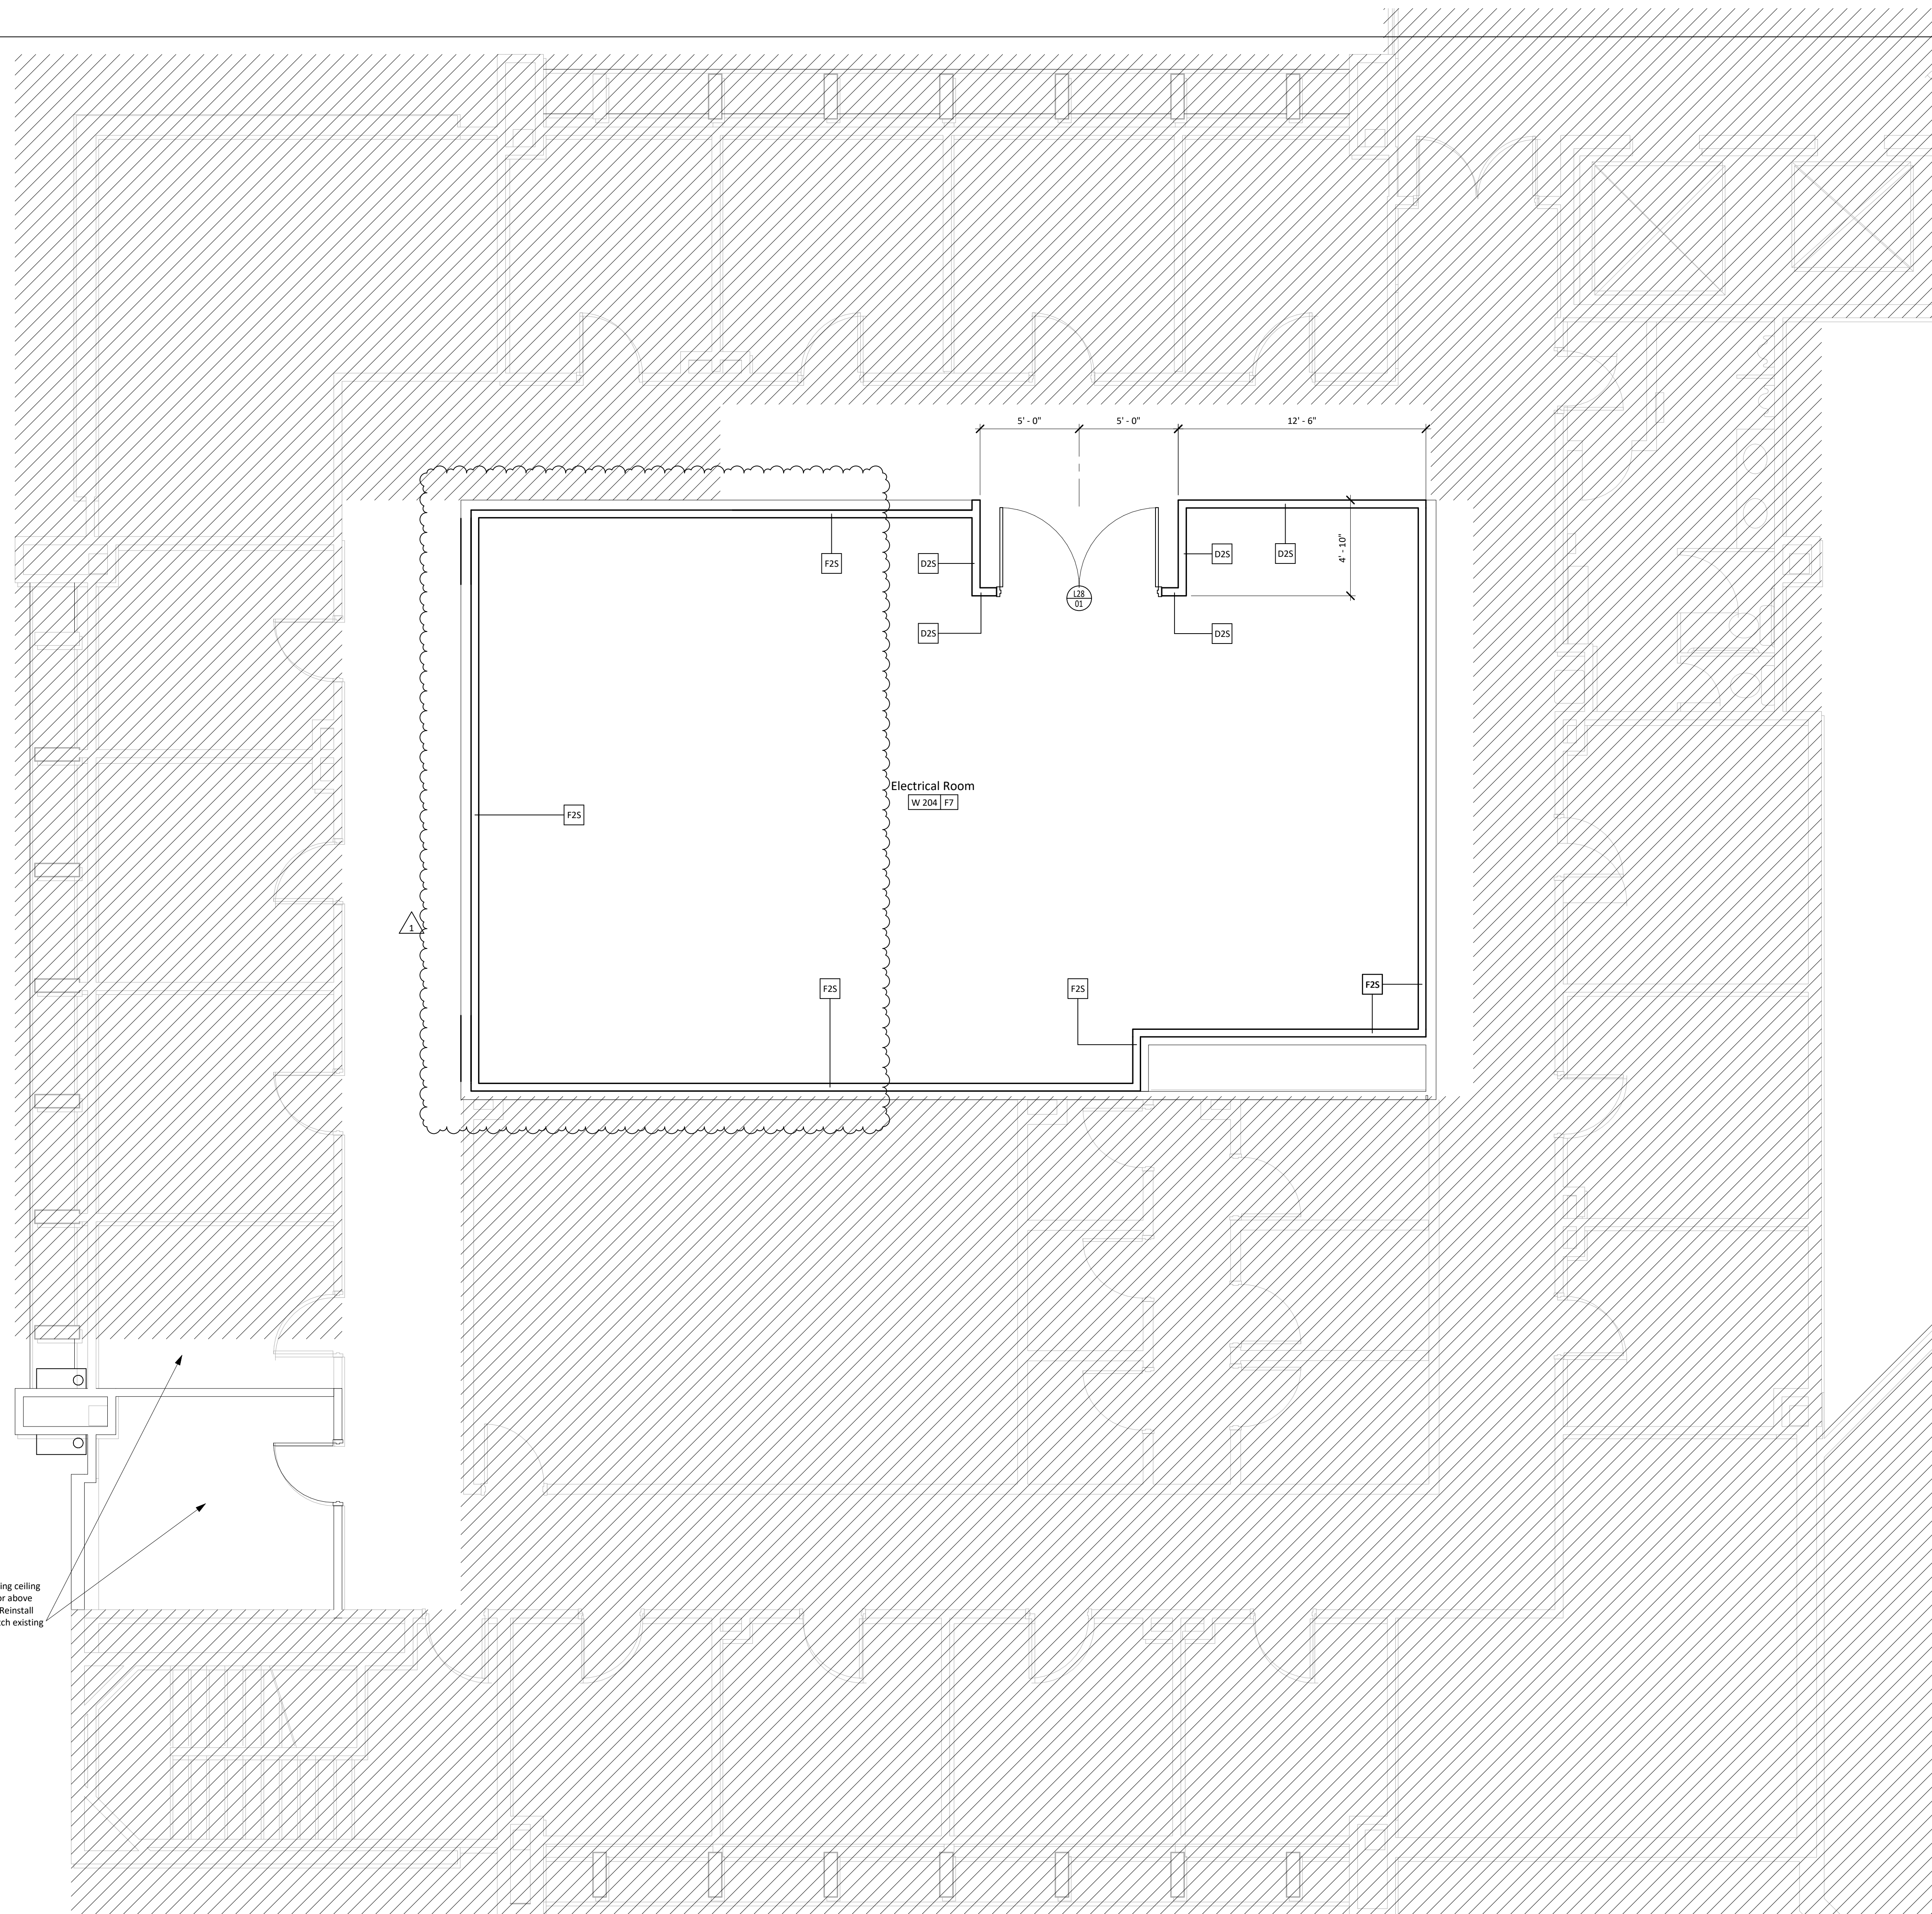 5' - 0"
5' - 0"
12' - 6"
4' - 10"
F2S
D2S
D2S
D2S
L28
01
D2S
D2S
Electrical Room
W 204
F7
F2S
1
F2S
F2S
F2S
ing ceiling
or above
Reinstall
existing